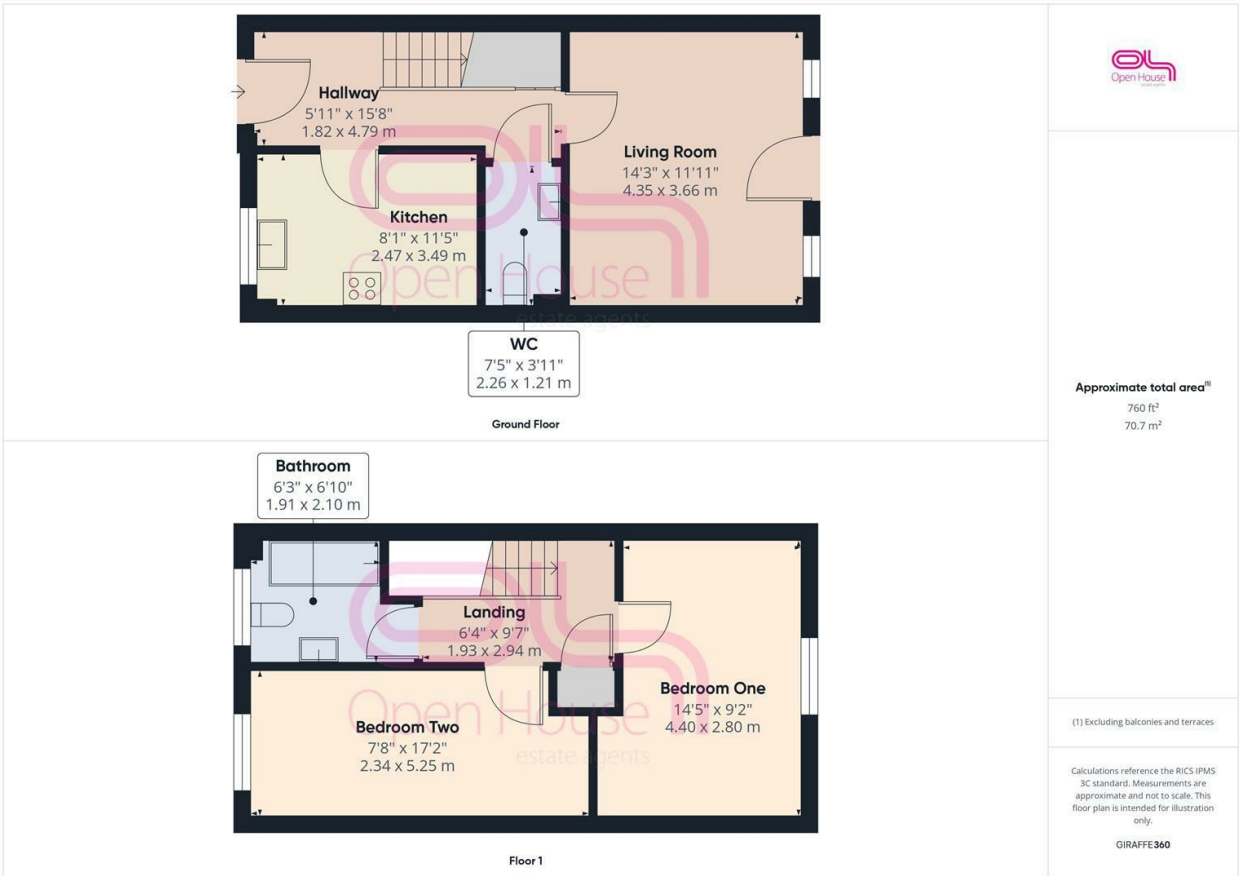 Hallway
5'11" x 15'8"
1.82 x 4.79 m
Living Room
14'3" x 11'11"
4.35 x 3.66 m
Kitchen
8'1" x 11'5"
2.47 x 3.49 m
Open House
estate agents
WC
7'5" x 3'11"
2.26 x 1.21 m
Ground Floor
Bathroom
6'3" x 6'10"
1.91 x 2.10 m
Landing
6'4" x 9'7"
1.93 x 2.94 m
Bedroom One
14'5" x 9'2"
4.40 x 2.80 m
Bedroom Two
7'8" x 17'2"
2.34 x 5.25 m
Open House
estate agents
Floor 1
Open House
estate agents
Approximate total area(1)
760 ft²
70.7 m²
(1) Excluding balconies and terraces
Calculations reference the RICS IPMS
3C standard. Measurements are
approximate and not to scale. This
floor plan is intended for illustration
only.
GIRAFFE360